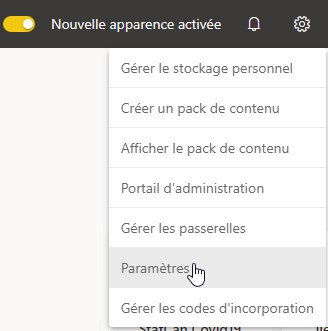 Nouvelle apparence activée
Gérer le stockage personnel
Créer un pack de contenu
Afficher le pack de contenu
Portail d'administration
Gérer les passerelles
Paramètres
Gérer les codes d'incorporation